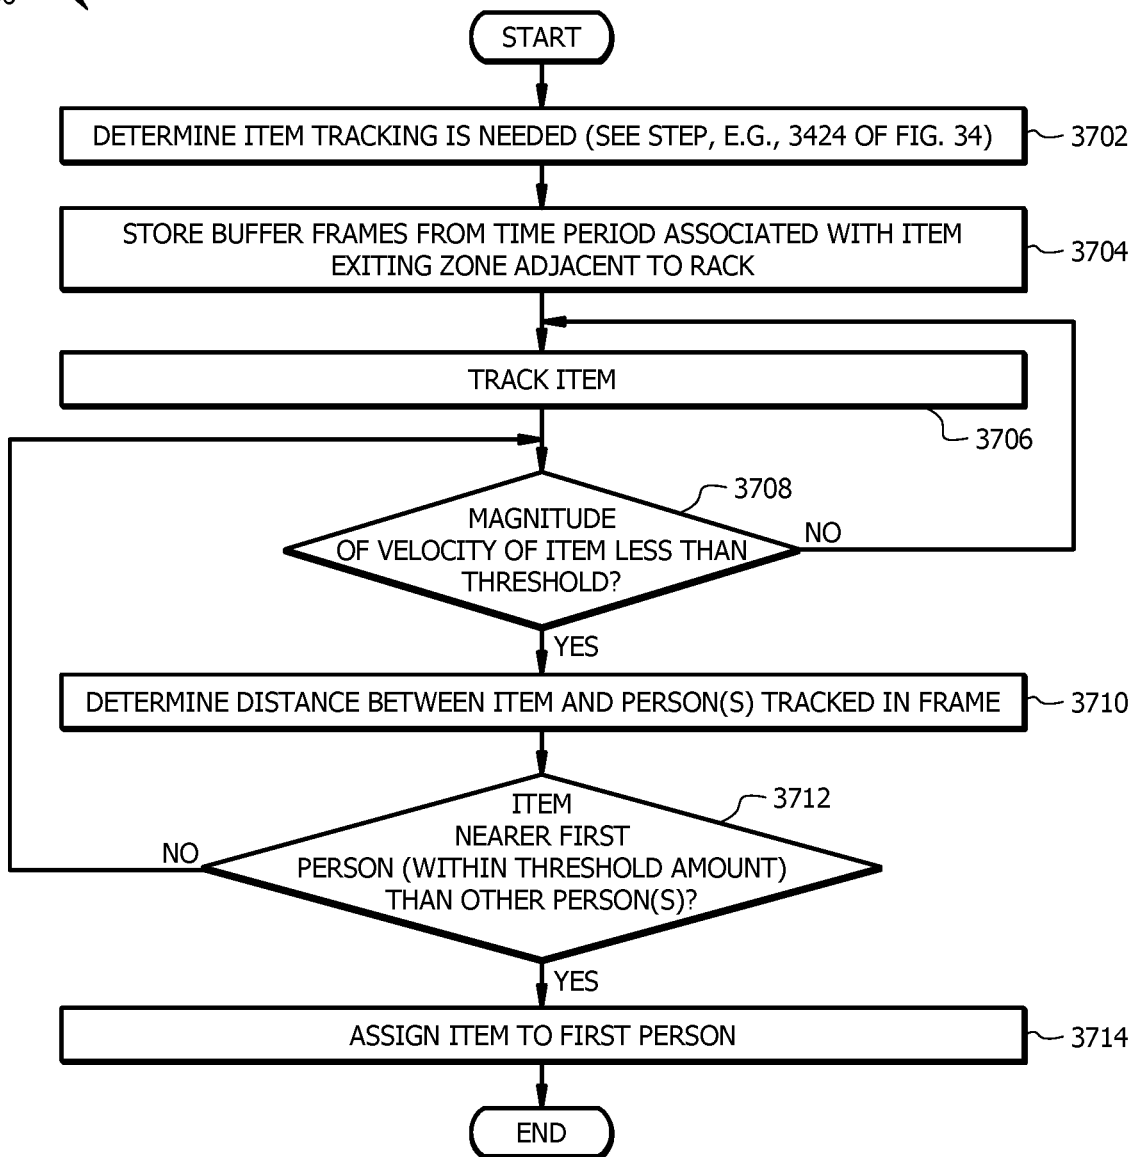 START
DETERMINE ITEM TRACKING IS NEEDED (SEE STEP, E.G., 3424 OF FIG. 34)
3702
STORE BUFFER FRAMES FROM TIME PERIOD ASSOCIATED WITH ITEM
EXITING ZONE ADJACENT TO RACK
3704
TRACK ITEM
3706
3708
MAGNITUDE
OF VELOCITY OF ITEM LESS THAN
THRESHOLD?
NO
YES
DETERMINE DISTANCE BETWEEN ITEM AND PERSON(S) TRACKED IN FRAME
3710
3712
ITEM
NEARER FIRST
PERSON (WITHIN THRESHOLD AMOUNT)
THAN OTHER PERSON(S)?
NO
YES
ASSIGN ITEM TO FIRST PERSON
3714
END